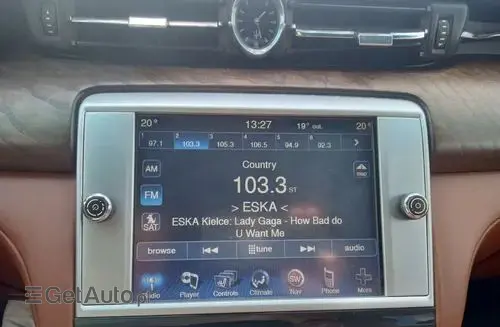 20° 13:27 19° out. 20°
1 2 3 4 5 6
97.1 103.3 105.3 106.5 94.9 92.3
AM
Country
FM
103.3 ST
> ESKA <
SAT
ESKA Kielce: Lady Gaga - How Bad do
U Want Me
browse tune audio
Radio Player Controls Climate Nav Phone More
GetAuto